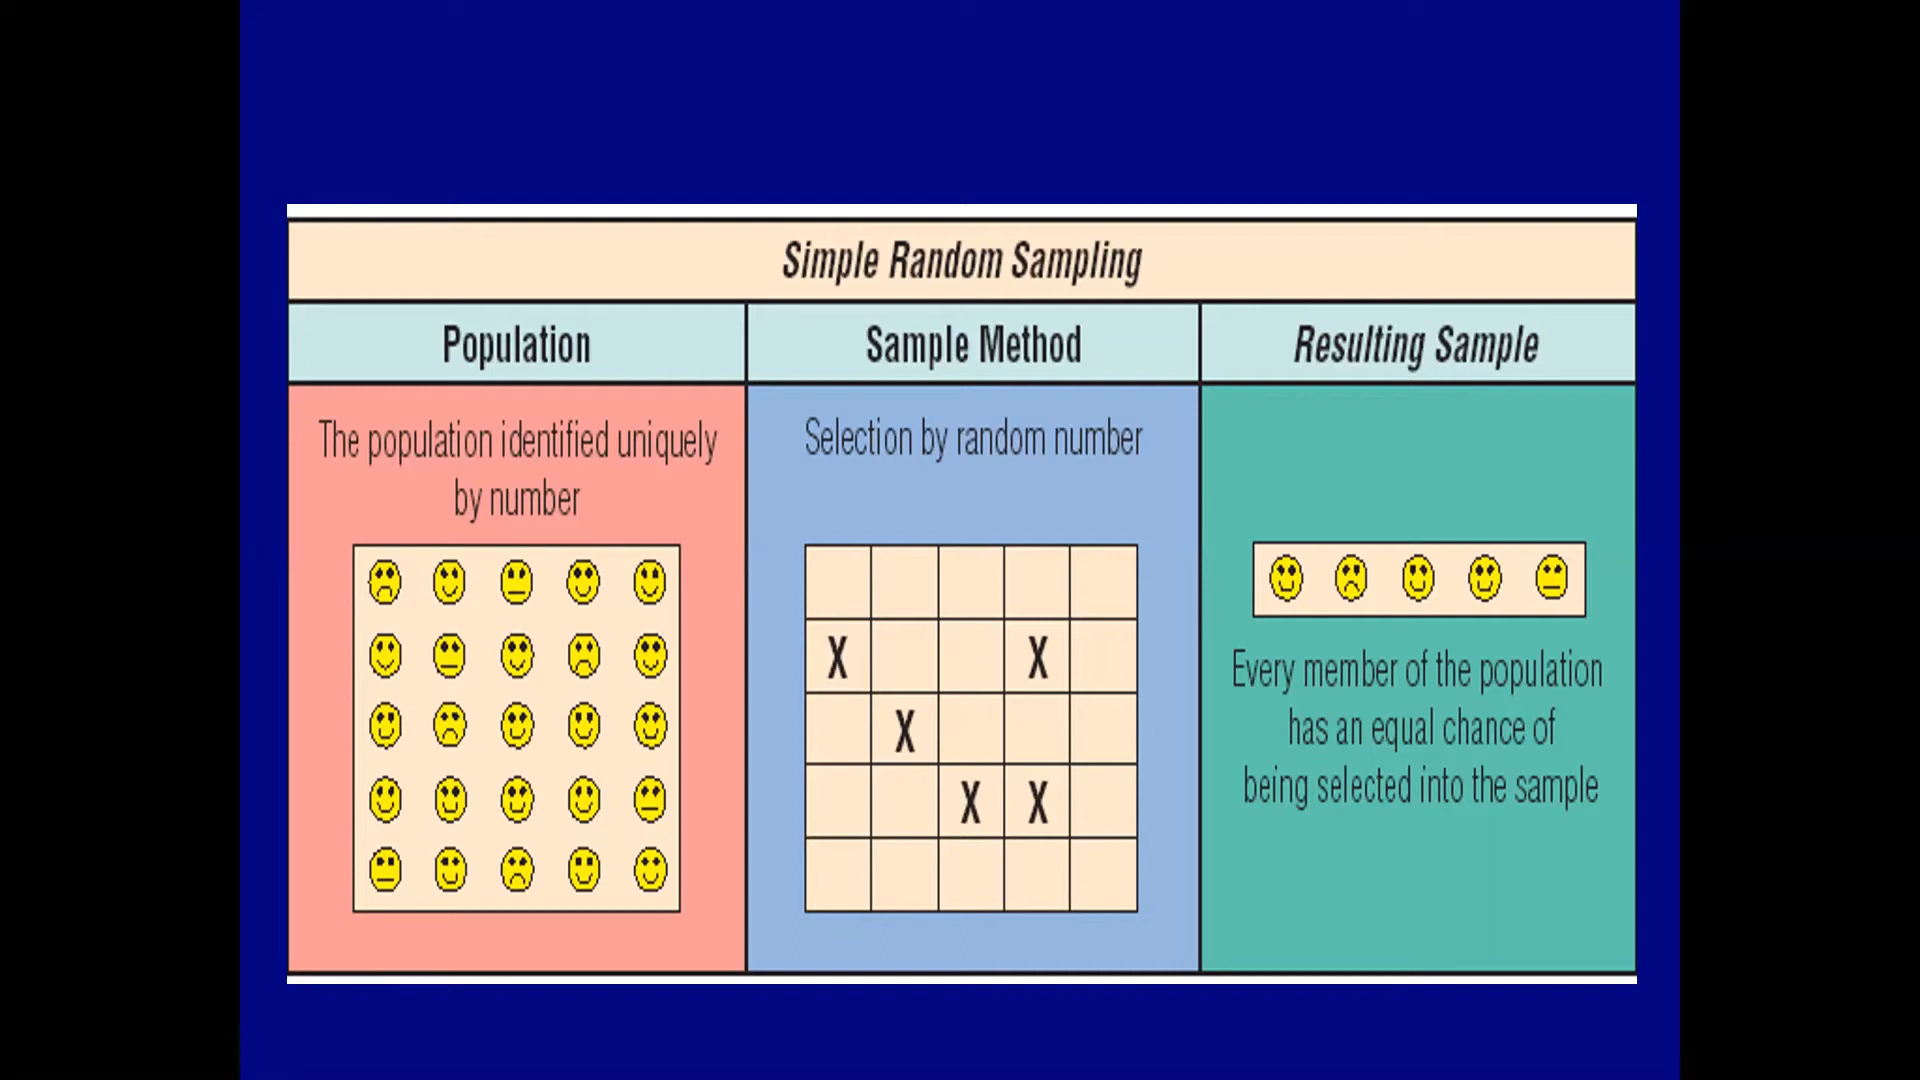 Simple Random Sampling
Population
Sample Method
Resulting Sample
The population identified uniquely
by number
Selection by random number
X X
X
X X
Every member of the population
has an equal chance of
being selected into the sample